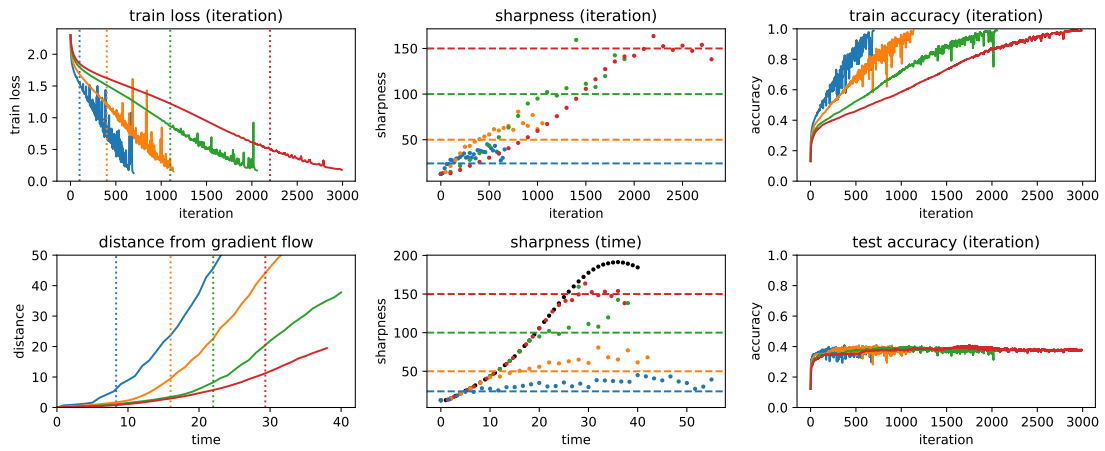 train loss (iteration)
train loss
2.0
1.5
1.0
0.5
0.0
0 500 1000 1500 2000 2500 3000
iteration
sharpness (iteration)
sharpness
150
100
50
0 500 1000 1500 2000 2500
iteration
train accuracy (iteration)
accuracy
1.0
0.8
0.6
0.4
0.2
0.0
0 500 1000 1500 2000 2500 3000
iteration
distance from gradient flow
distance
50
40
30
20
10
0
0 10 20 30 40
time
sharpness (time)
sharpness
200
150
100
50
0
0 10 20 30 40 50
time
test accuracy (iteration)
accuracy
1.0
0.8
0.6
0.4
0.2
0.0
0 500 1000 1500 2000 2500 3000
iteration